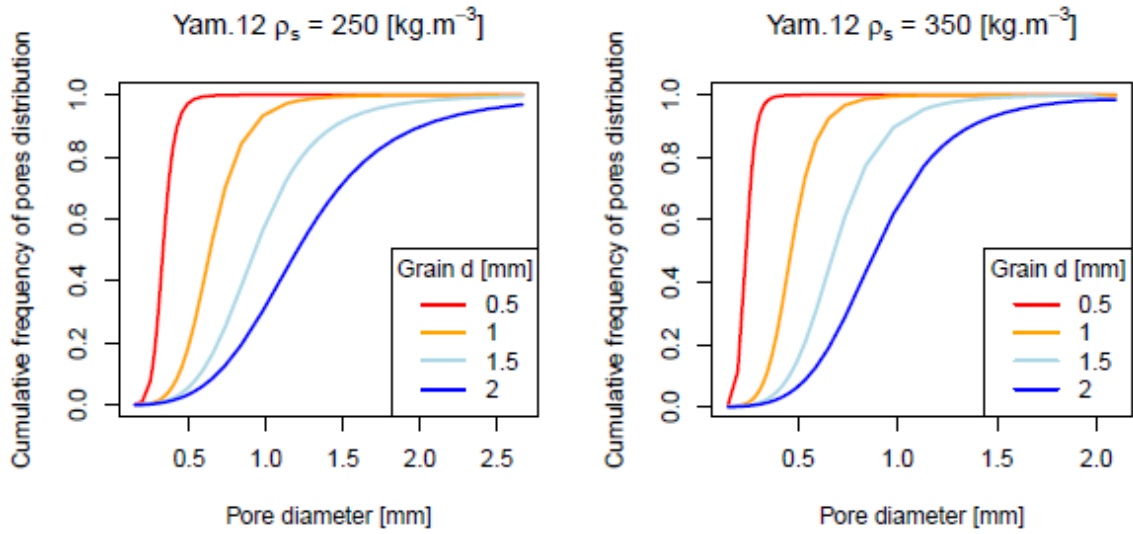 Yam.12 ρs = 250 [kg.m−3]
Cumulative frequency of pores distribution
1.0
0.8
0.6
0.4
0.2
0.0
Grain d [mm]
0.5
1
1.5
2
0.5 1.0 1.5 2.0 2.5
Pore diameter [mm]
Yam.12 ρs = 350 [kg.m−3]
Cumulative frequency of pores distribution
1.0
0.8
0.6
0.4
0.2
0.0
Grain d [mm]
0.5
1
1.5
2
0.5 1.0 1.5 2.0
Pore diameter [mm]